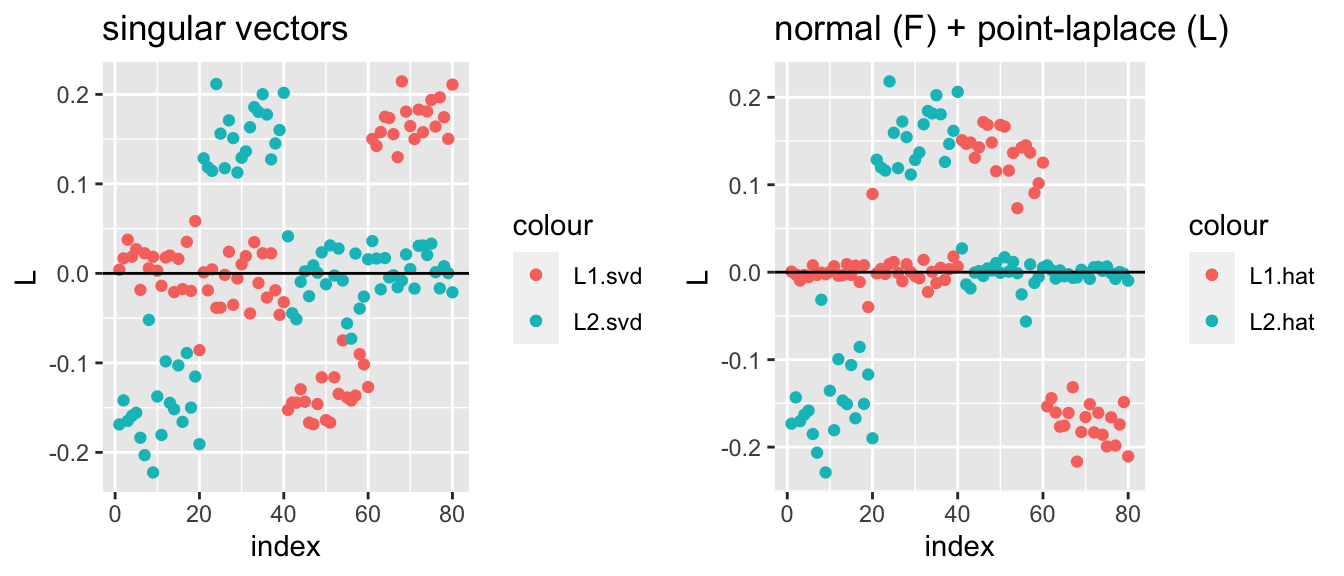 singular vectors
L
0.2
0.1
0.0
-0.1
-0.2
0 20 40 60 80
index
colour
L1.svd
L2.svd
normal (F) + point-laplace (L)
L
0.2
0.1
0.0
-0.1
-0.2
0 20 40 60 80
index
colour
L1.hat
L2.hat